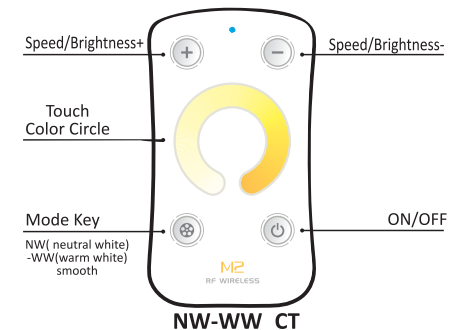 Speed/Brightness+
Speed/Brightness-
Touch
Color Circle
Mode Key
NW( neutral white)
-WW(warm white)
smooth
ON/OFF
M2
RF WIRELESS
NW-WW CT